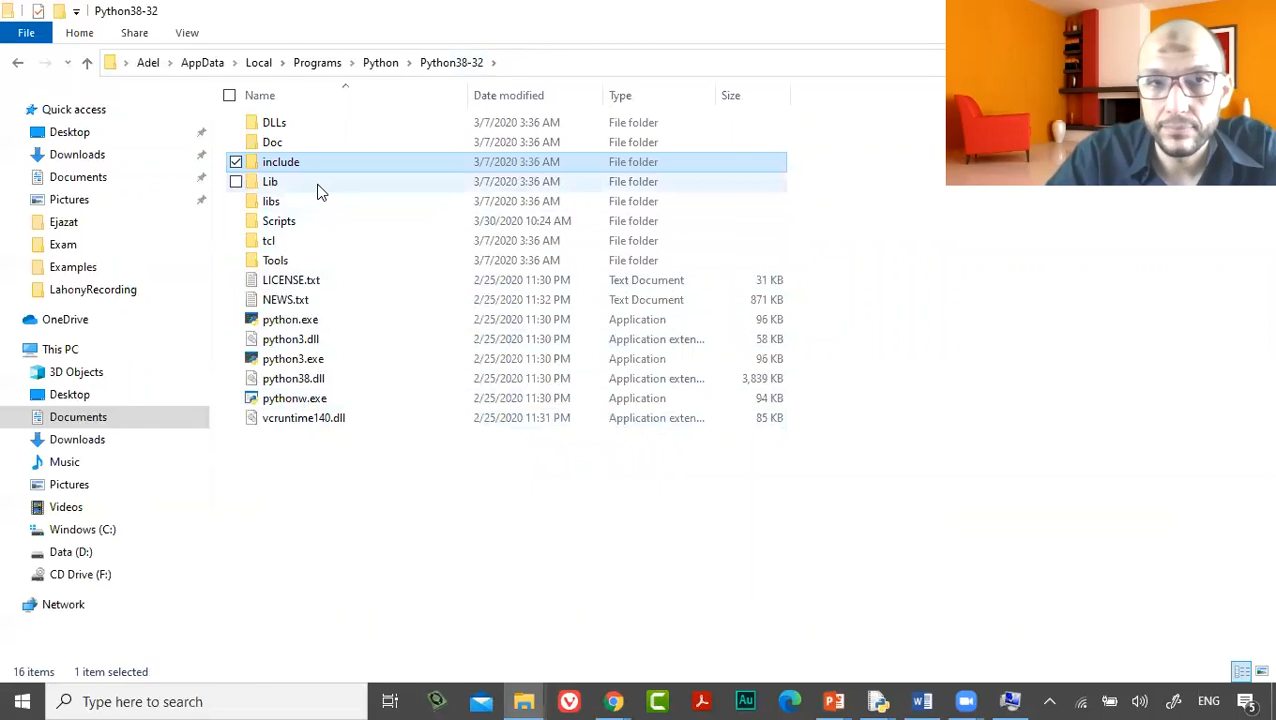 Python38-32
File Home Share View
Adel AppData Local Programs Python Python38-32
Name Date modified Type Size
Quick access
Desktop
Downloads
Documents
Pictures
Ejazat
Exam
Examples
LahonyRecording
OneDrive
This PC
3D Objects
Desktop
Documents
Downloads
Music
Pictures
Videos
Windows (C:)
Data (D:)
CD Drive (F:)
Network
DLLs 3/7/2020 3:36 AM File folder
Doc 3/7/2020 3:36 AM File folder
include 3/7/2020 3:36 AM File folder
Lib 3/7/2020 3:36 AM File folder
libs 3/7/2020 3:36 AM File folder
Scripts 3/30/2020 10:24 AM File folder
tcl 3/7/2020 3:36 AM File folder
Tools 3/7/2020 3:36 AM File folder
LICENSE.txt 2/25/2020 11:30 PM Text Document 31 KB
NEWS.txt 2/25/2020 11:32 PM Text Document 871 KB
python.exe 2/25/2020 11:30 PM Application 96 KB
python3.dll 2/25/2020 11:30 PM Application exten... 58 KB
python3.exe 2/25/2020 11:30 PM Application 96 KB
python38.dll 2/25/2020 11:30 PM Application exten... 3,839 KB
pythonw.exe 2/25/2020 11:30 PM Application 94 KB
vcruntime140.dll 2/25/2020 11:31 PM Application exten... 85 KB
16 items 1 item selected
Type here to search ENG 5